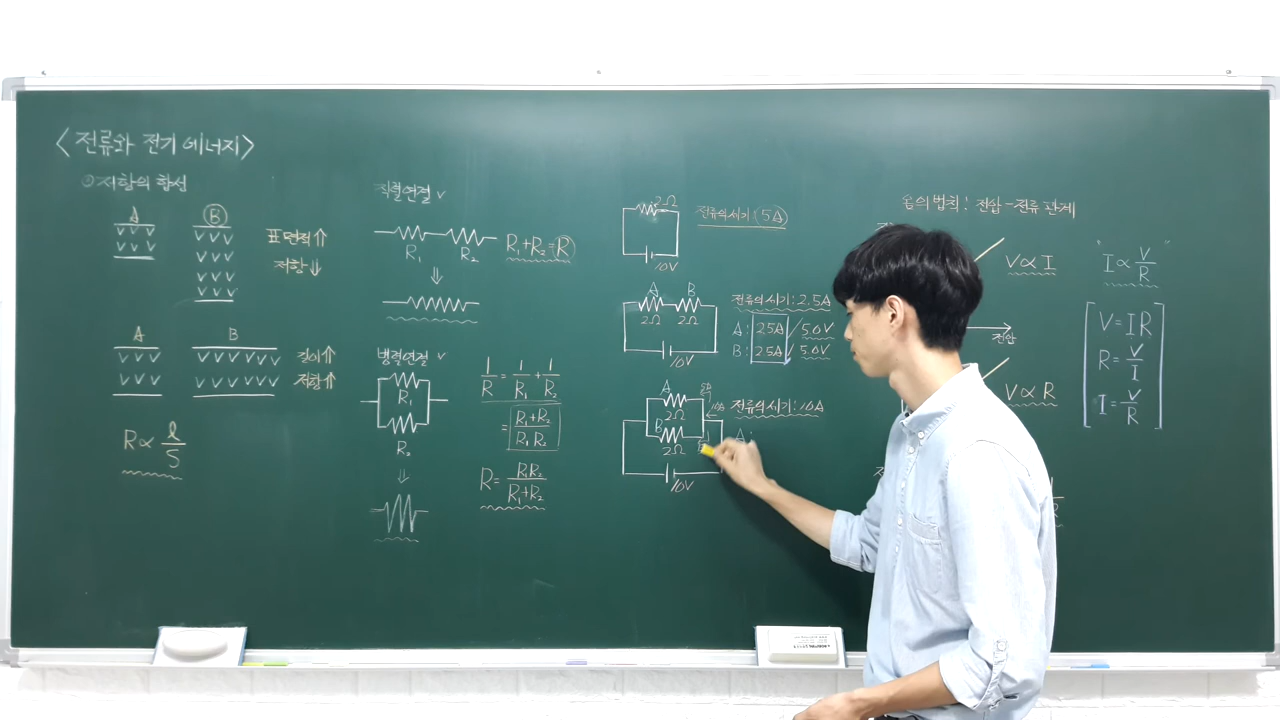 <전류와 전기 에너지>
저항의 합성
A
B
표면적⇑
저항⇓
A
B
길이⇑
저항⇑
R ∝ l/S
직렬연결 ✓
R₁ R₂
R₁+R₂=R
병렬연결 ✓
R₁
R₂
1/R = 1/R₁ + 1/R₂
= R₁+R₂/R₁R₂
R = R₁R₂/R₁+R₂
2Ω
10V
전류의 세기: 5A
A B
2Ω 2Ω
10V
전류의 세기: 2.5A
A: 2.5A / 5.0V
B: 2.5A / 5.0V
A
2Ω
B
2Ω
10V
전류의 세기: 10A
A:
옴의 법칙: 전압-전류 관계
V∝I
전압
V∝R
" I ∝ V/R "
V=IR
R=V/I
I=V/R